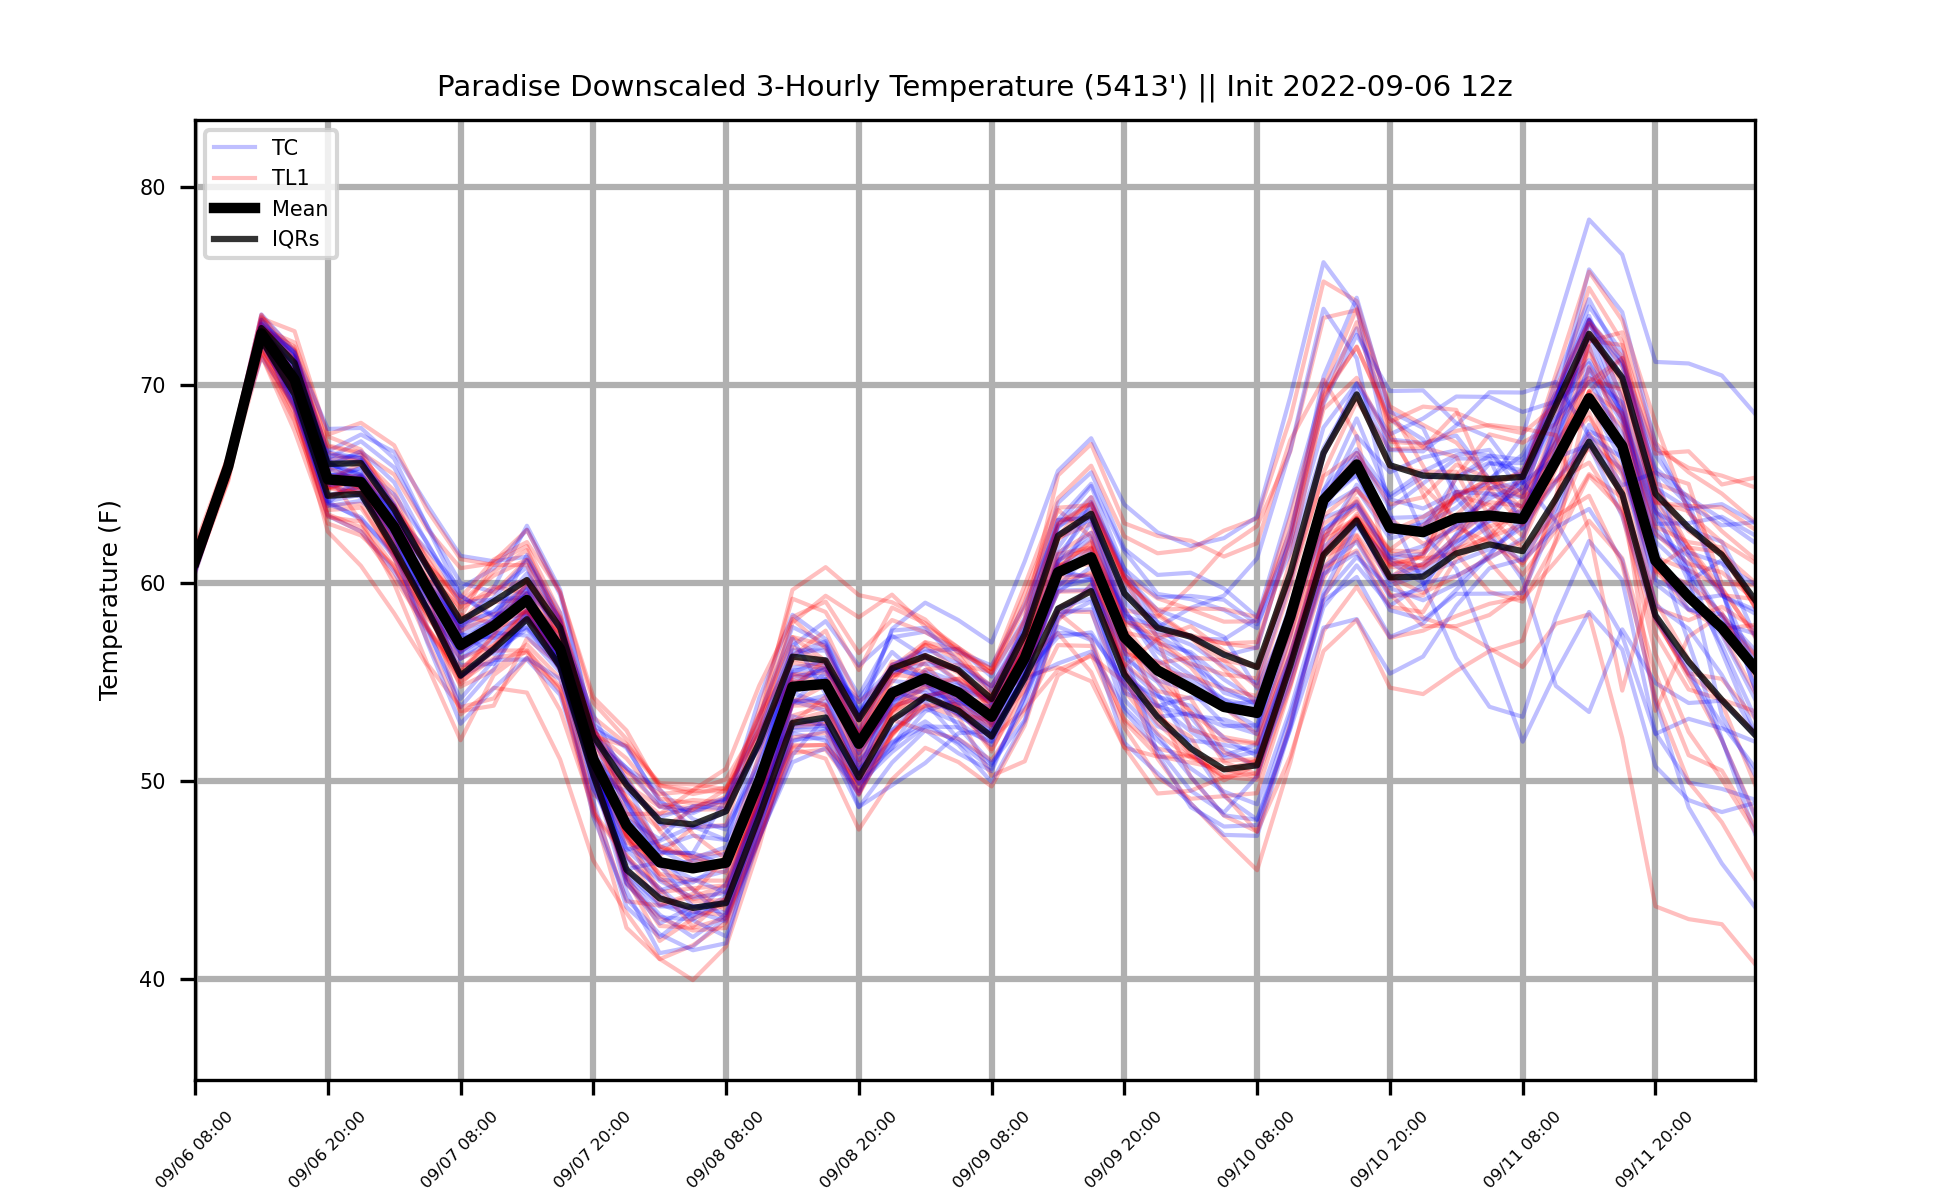 Paradise Downscaled 3-Hourly Temperature (5413') || Init 2022-09-06 12z
TC
TL1
Mean
IQRs
Temperature (F)
80
70
60
50
40
09/06 08:00
09/06 20:00
09/07 08:00
09/07 20:00
09/08 08:00
09/08 20:00
09/09 08:00
09/09 20:00
09/10 08:00
09/10 20:00
09/11 08:00
09/11 20:00